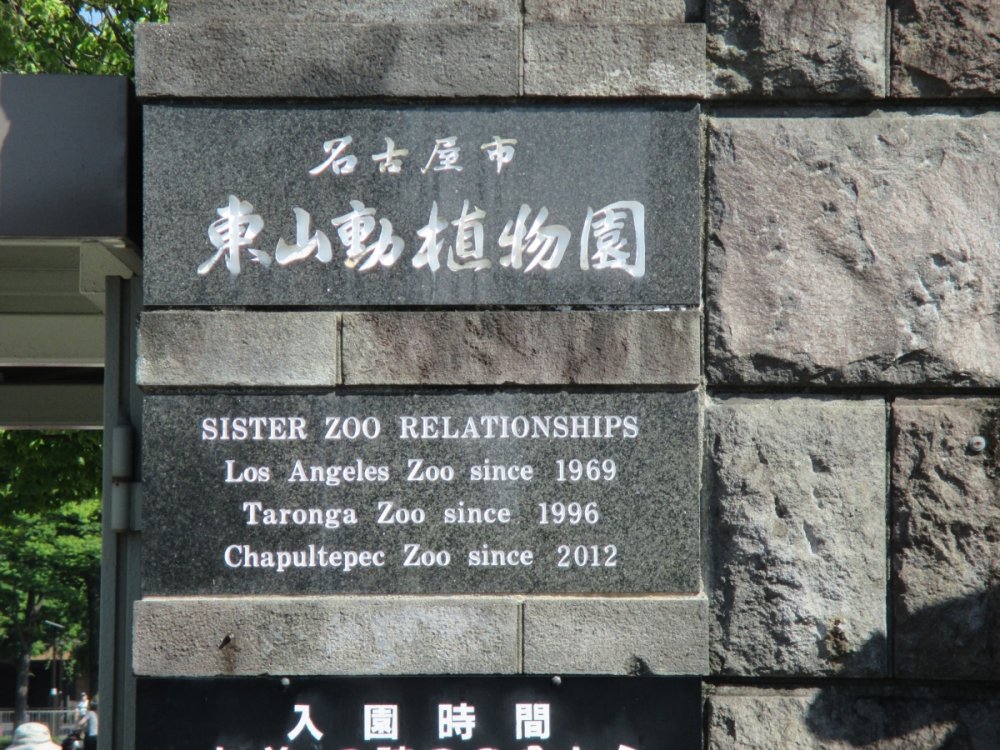 名古屋市
東山動植物園
SISTER ZOO RELATIONSHIPS
Los Angeles Zoo since 1969
Taronga Zoo since 1996
Chapultepec Zoo since 2012
入園時間